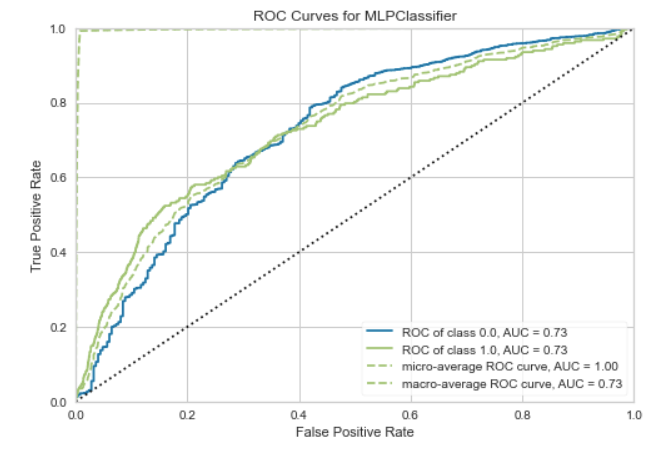 ROC Curves for MLPClassifier
1.0
0.8
0.6
0.4
0.2
0.0
True Positive Rate
ROC of class 0.0, AUC = 0.73
ROC of class 1.0, AUC = 0.73
micro-average ROC curve, AUC = 1.00
macro-average ROC curve, AUC = 0.73
0.0 0.2 0.4 0.6 0.8 1.0
False Positive Rate